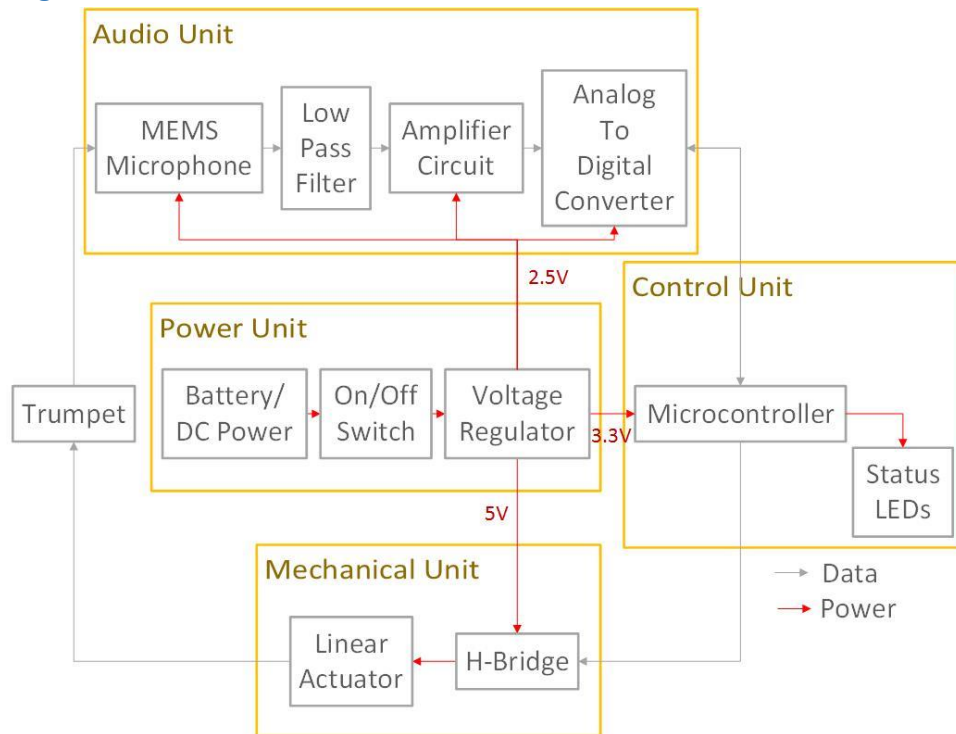 Audio Unit
MEMS
Microphone
Low
Pass
Filter
Amplifier
Circuit
Analog
To
Digital
Converter
2.5V
Control Unit
Power Unit
Battery/
DC Power
On/Off
Switch
Voltage
Regulator
3.3V
Microcontroller
Trumpet
Status
LEDs
5V
Mechanical Unit
Linear
Actuator
H-Bridge
Data
Power